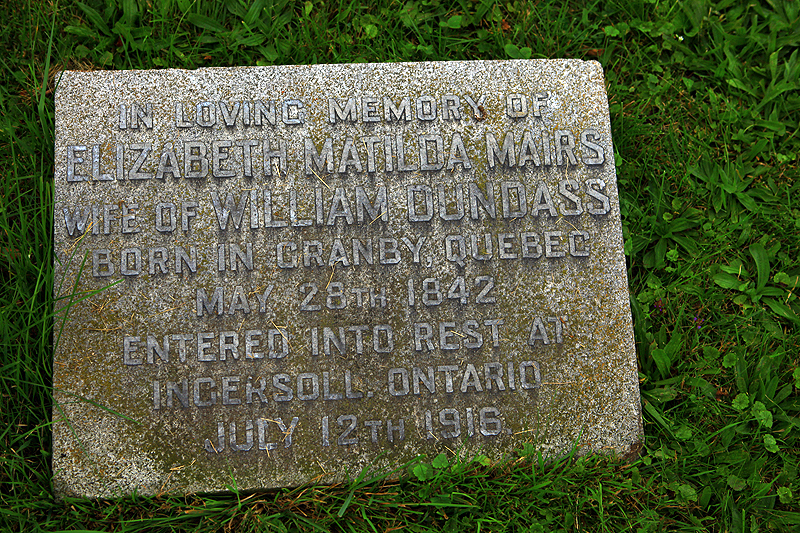 IN LOVING MEMORY OF
ELIZABETH MATILDA MAIRS
WIFE OF WILLIAM DUNDASS
BORN IN GRANBY, QUEBEC
MAY 28TH 1842
ENTERED INTO REST AT
INGERSOLL, ONTARIO
JULY 12TH 1916.